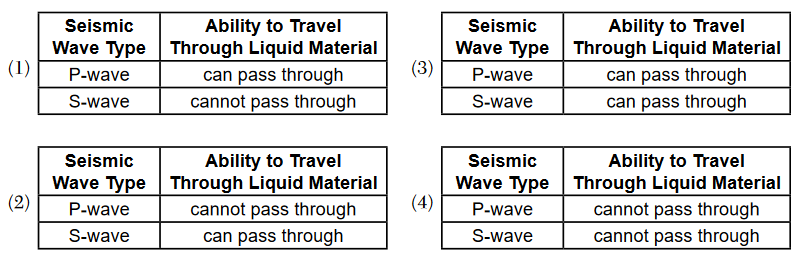 (1)
Seismic Wave Type | Ability to Travel Through Liquid Material
P-wave | can pass through
S-wave | cannot pass through
(2)
Seismic Wave Type | Ability to Travel Through Liquid Material
P-wave | cannot pass through
S-wave | can pass through
(3)
Seismic Wave Type | Ability to Travel Through Liquid Material
P-wave | can pass through
S-wave | can pass through
(4)
Seismic Wave Type | Ability to Travel Through Liquid Material
P-wave | cannot pass through
S-wave | cannot pass through